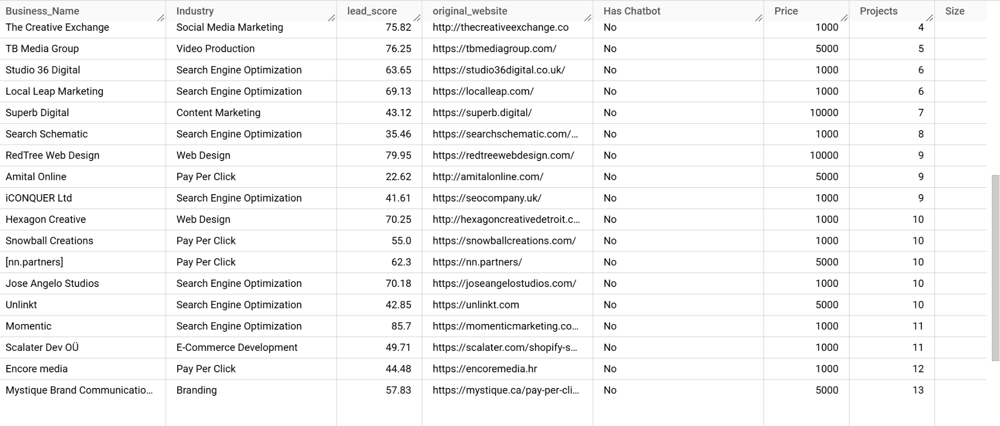 Business_Name Industry lead_score original_website Has Chatbot Price Projects Size
The Creative Exchange Social Media Marketing 75.82 http://thecreativeexchange.co No 1000 4
TB Media Group Video Production 76.25 https://tbmediagroup.com/ No 5000 5
Studio 36 Digital Search Engine Optimization 63.65 https://studio36digital.co.uk/ No 1000 6
Local Leap Marketing Search Engine Optimization 69.13 https://localleap.com/ No 1000 6
Superb Digital Content Marketing 43.12 https://superb.digital/ No 10000 7
Search Schematic Search Engine Optimization 35.46 https://searchschematic.com/… No 1000 8
RedTree Web Design Web Design 79.95 https://redtreewebdesign.com/ No 10000 9
Amital Online Pay Per Click 22.62 http://amitalonline.com/ No 5000 9
iCONQUER Ltd Search Engine Optimization 41.61 https://seocompany.uk/ No 1000 9
Hexagon Creative Web Design 70.25 http://hexagoncreativedetroit.c… No 1000 10
Snowball Creations Pay Per Click 55.0 https://snowballcreations.com/ No 1000 10
[nn.partners] Pay Per Click 62.3 https://nn.partners/ No 5000 10
Jose Angelo Studios Search Engine Optimization 70.18 https://joseangelostudios.com/ No 1000 10
Unlinkt Search Engine Optimization 42.85 https://unlinkt.com No 5000 10
Momentic Search Engine Optimization 85.7 https://momenticmarketing.co… No 1000 11
Scalater Dev OÜ E-Commerce Development 49.71 https://scalater.com/shopify-s… No 1000 11
Encore media Pay Per Click 44.48 https://encoremedia.hr No 1000 12
Mystique Brand Communicatio… Branding 57.83 https://mystique.ca/pay-per-cli… No 5000 13